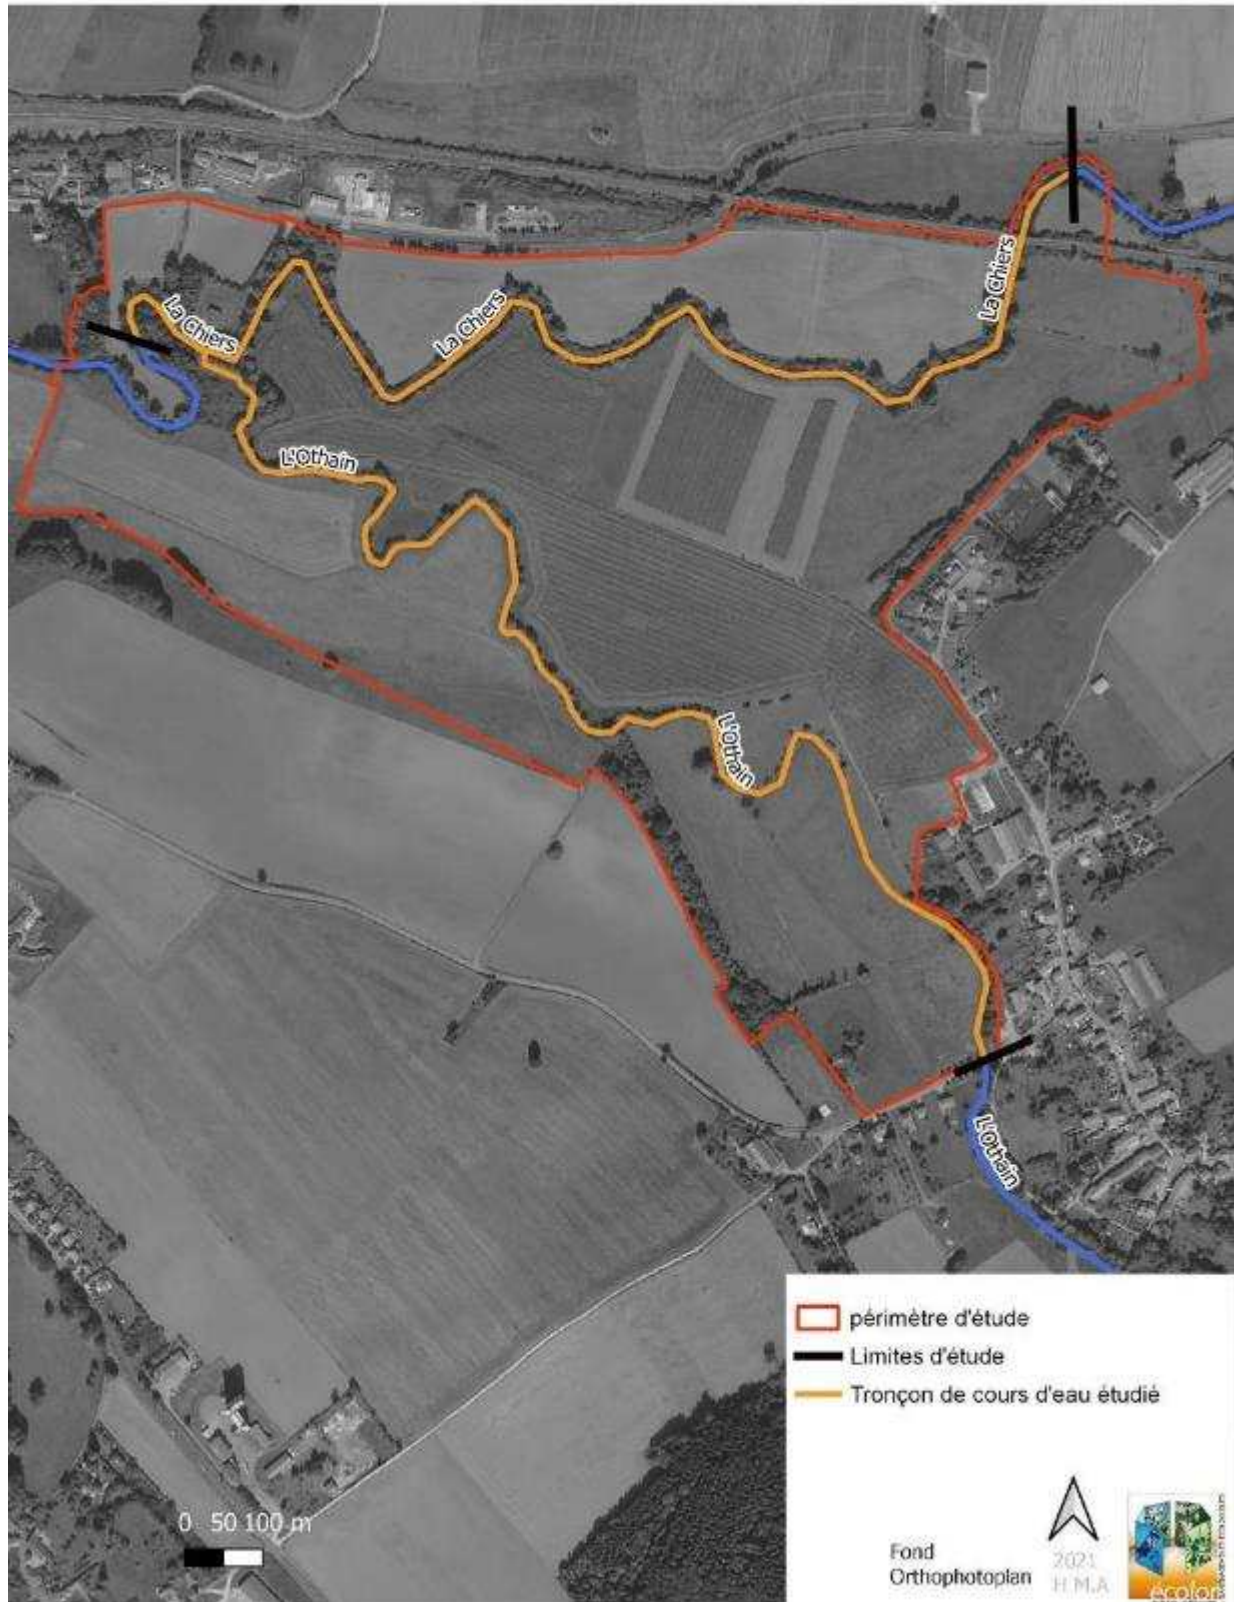 La Chiers
La Chiers
La Chiers
L'Othain
L'Othain
L'Othain
périmètre d'étude
Limites d'étude
Tronçon de cours d'eau étudié
0 50 100 m
Fond
Orthophotoplan
2021
H M.A
ecolor